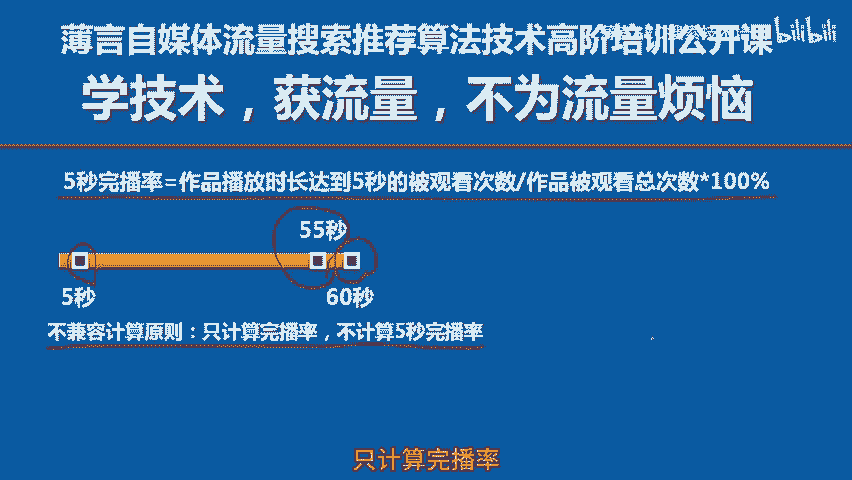 薄言自媒体流量搜索推荐算法技术高阶培训公开课
bilibili
学技术，获流量，不为流量烦恼
5秒完播率=作品播放时长达到5秒的被观看次数/作品被观看总次数*100%
55秒
5秒
60秒
不兼容计算原则：只计算完播率，不计算5秒完播率
只计算完播率